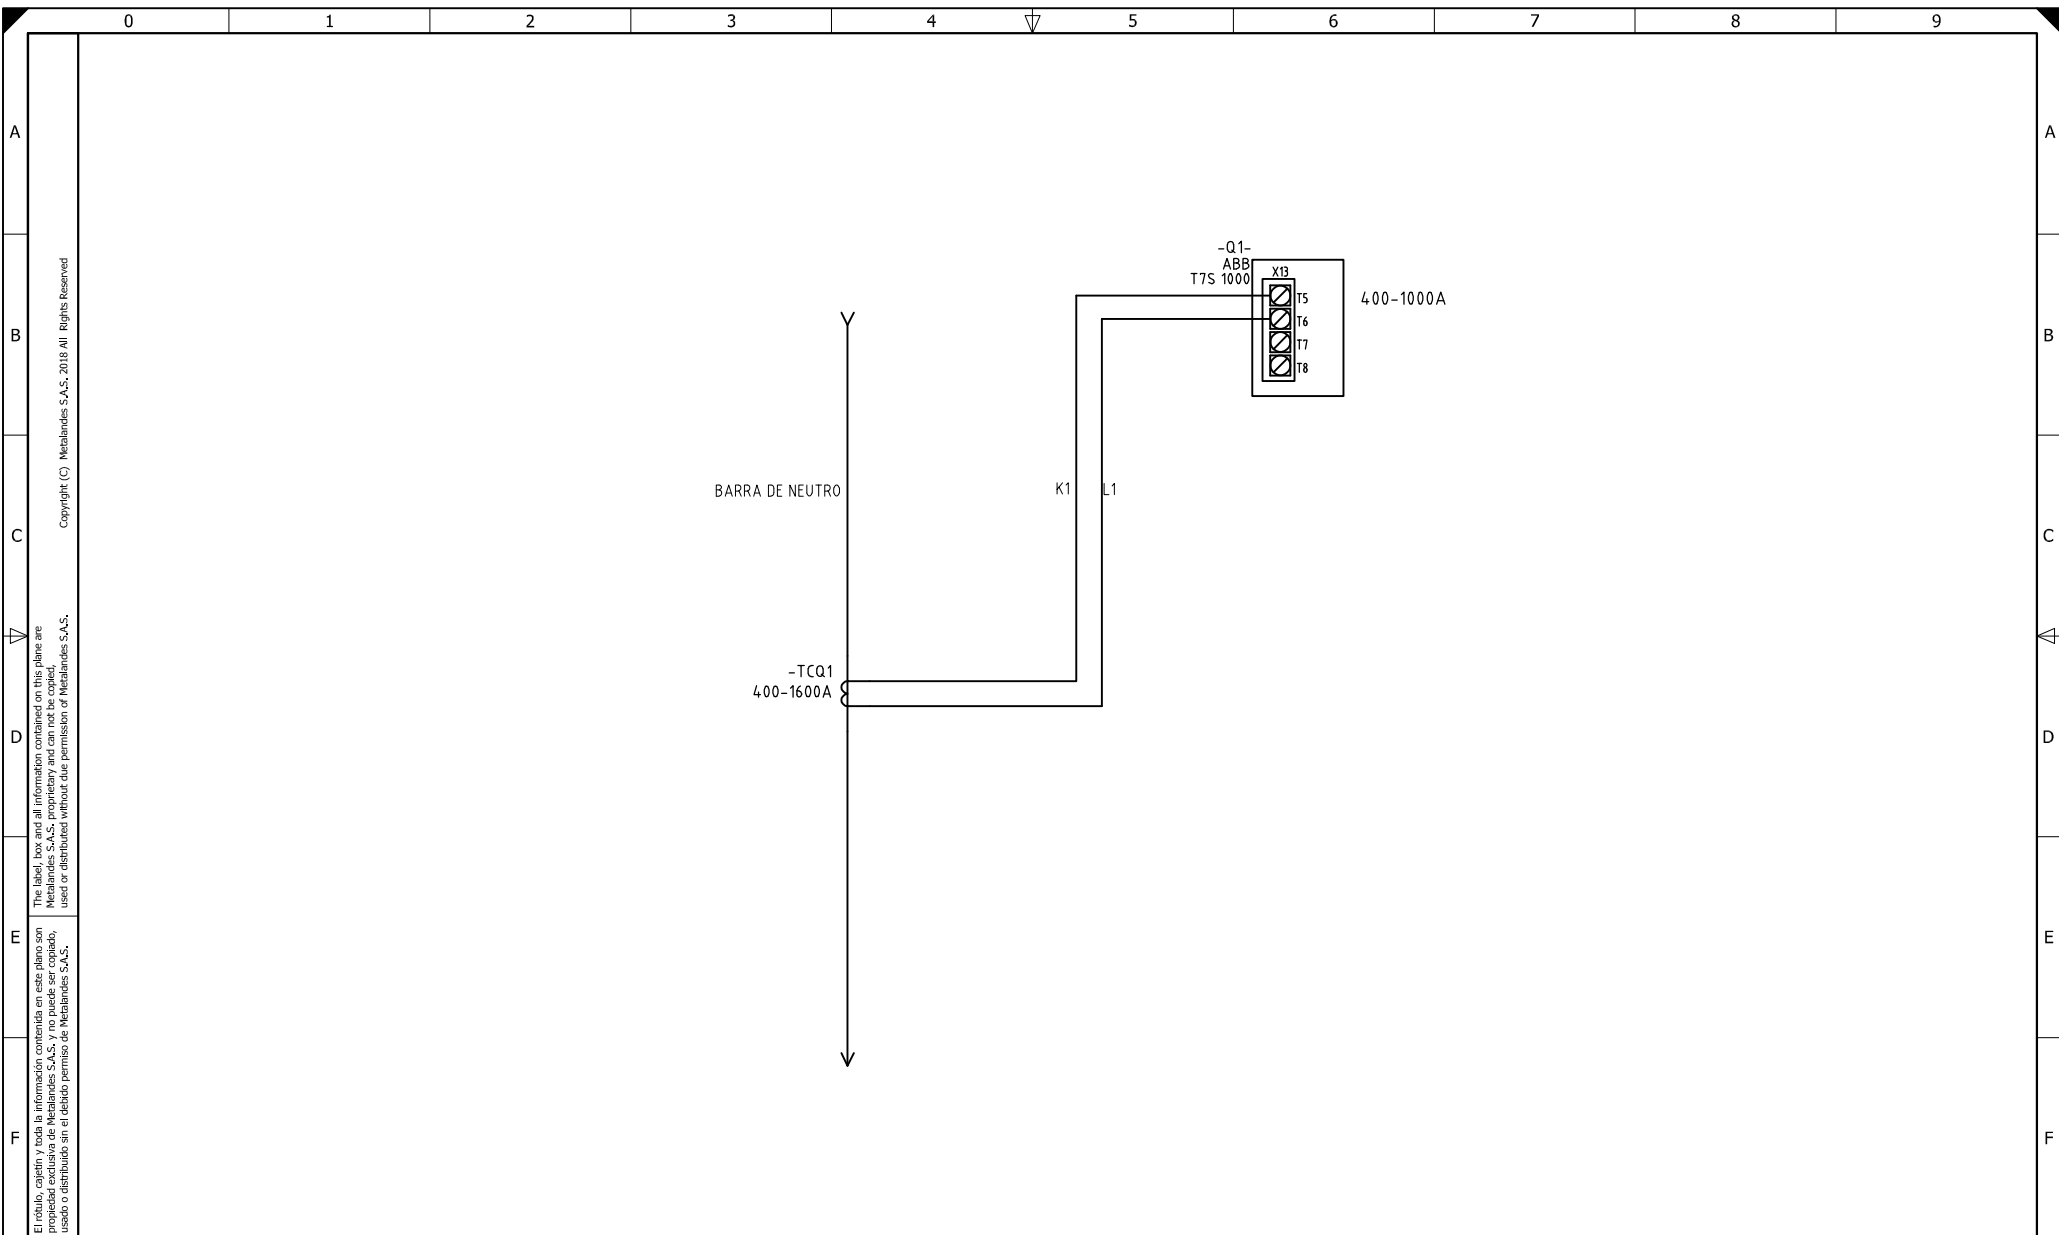 0 1 2 3 4 5 6 7 8 9
A A
-Q1-
ABB
T7S 1000
X13
T5
400-1000A
T6
T7
T8
B B
BARRA DE NEUTRO
K1 L1
C C
-TCQ1
400-1600A
D D
E E
F F
Copyright (C) Metalandes S.A.S. 2018 All Rights Reserved
The label, box and all information contained on this plane are
Metalandes S.A.S. proprietary and can not be copied,
used or distributed without due permission of Metalandes S.A.S.
El rótulo, cajetín y toda la información contenida en este plano son
propiedad exclusiva de Metalandes S.A.S. y no puede ser copiado,
usado o distribuido sin el debido permiso de Metalandes S.A.S.